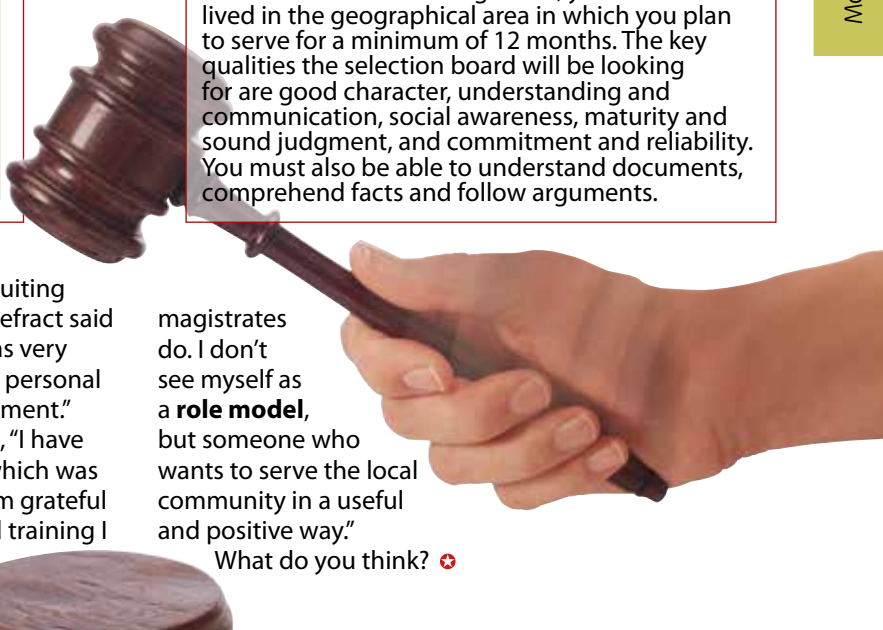 lived in the geographical area in which you plan
to serve for a minimum of 12 months. The key
qualities the selection board will be looking
for are good character, understanding and
communication, social awareness, maturity and
sound judgment, and commitment and reliability.
You must also be able to understand documents,
comprehend facts and follow arguments.
said
very
personal
"I have
was
grateful
training I
magistrates
do. I don't
see myself as
a role model,
but someone who
wants to serve the local
community in a useful
and positive way."
What do you think?